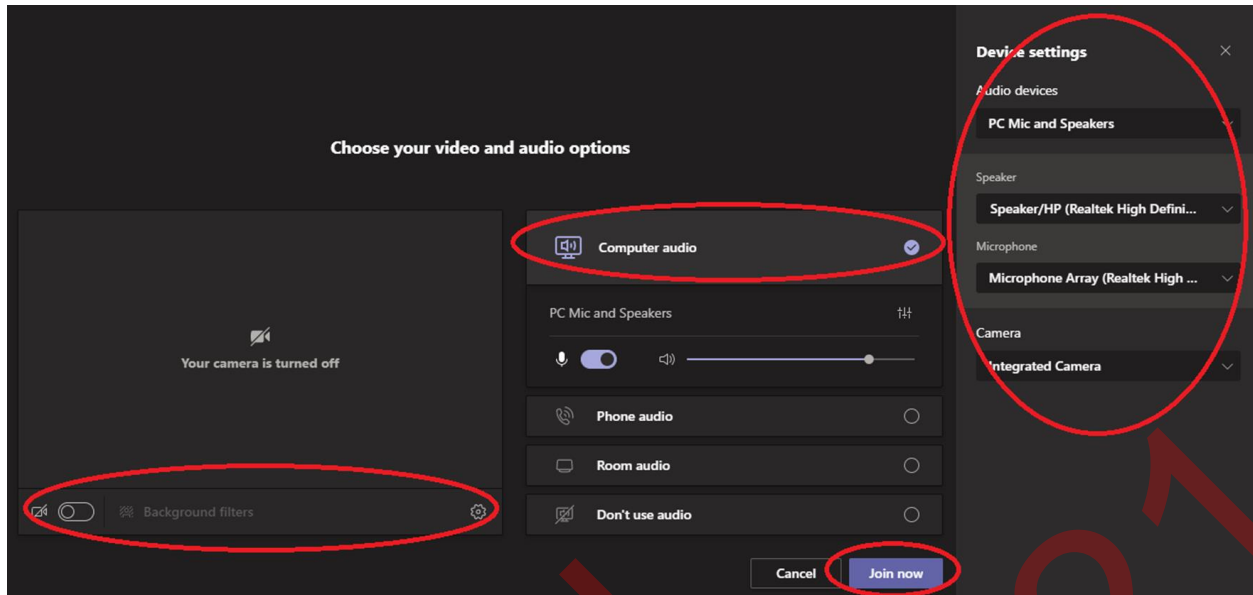 Choose your video and audio options
Your camera is turned off
Background filters
Computer audio
PC Mic and Speakers
Phone audio
Room audio
Don't use audio
Cancel
Join now
Device settings
Audio devices
PC Mic and Speakers
Speaker
Speaker/HP (Realtek High Defini...
Microphone
Microphone Array (Realtek High ...
Camera
Integrated Camera